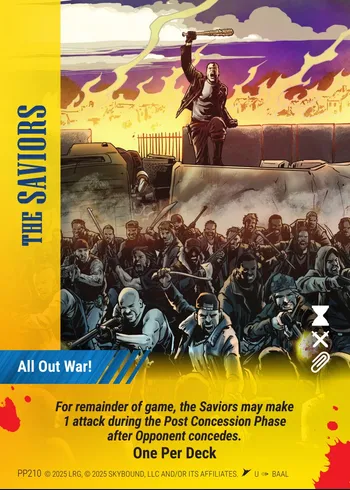 THE SAVIORS
All Out War!
For remainder of game, the Saviors may make
1 attack during the Post Concession Phase
after Opponent concedes.
One Per Deck
PP210 © 2025 LRG, © 2025 SKYBOUND, LLC AND/OR ITS AFFILIATES. U BAAL